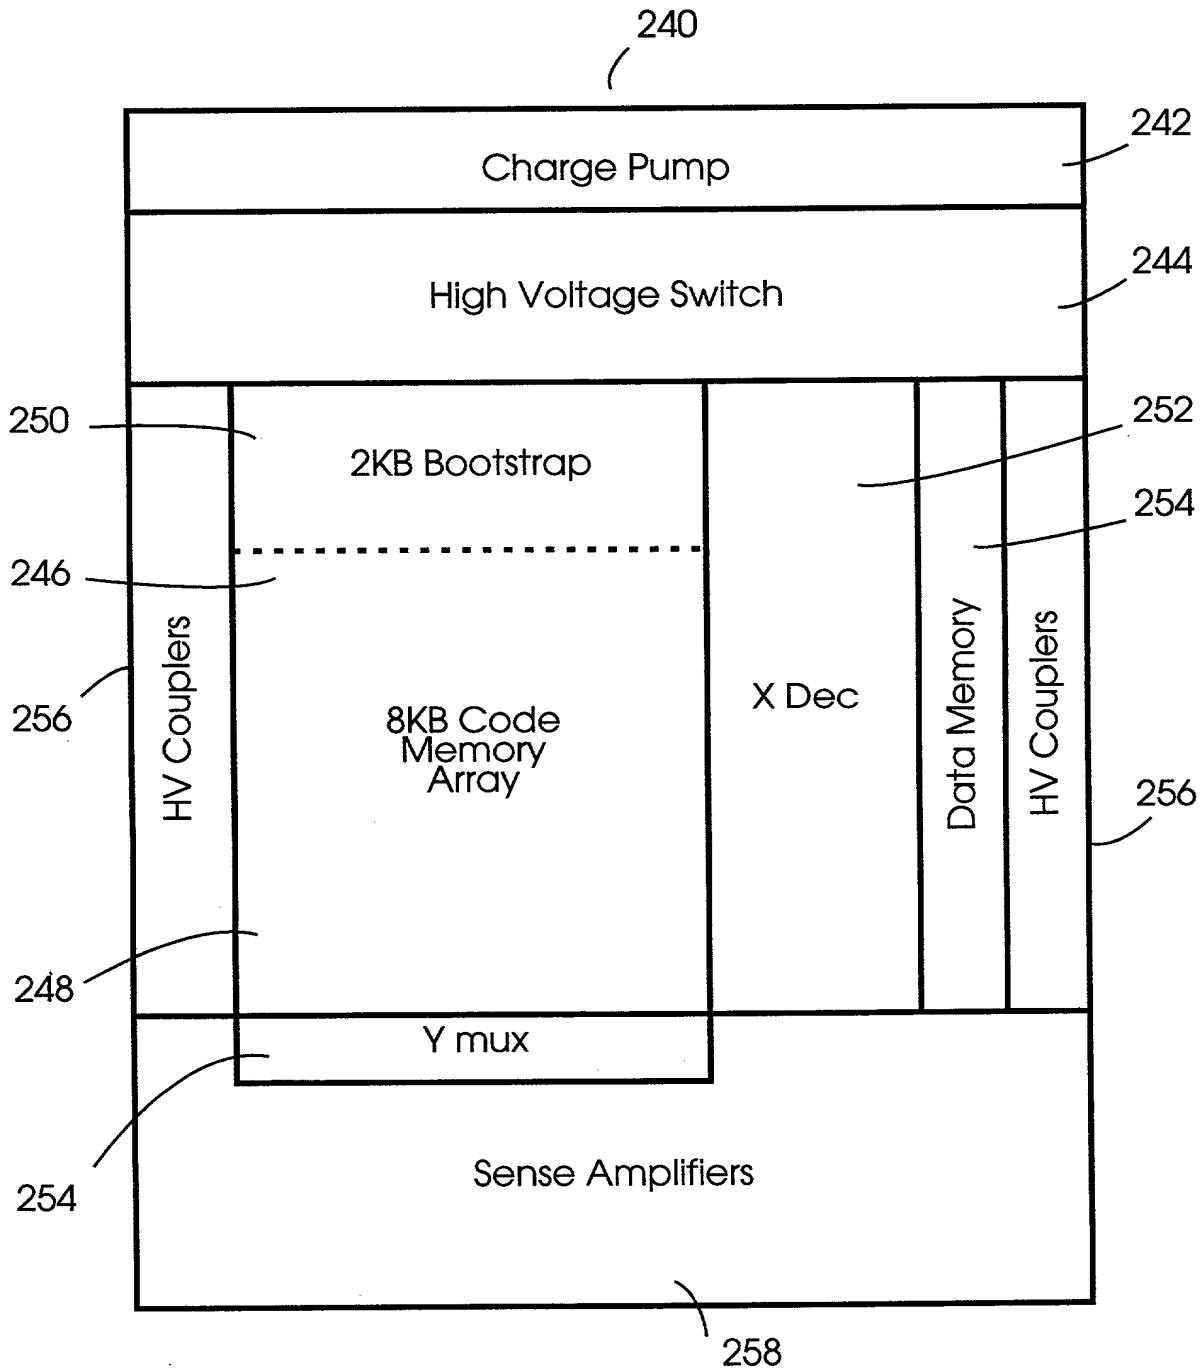 240
242
Charge Pump
244
High Voltage Switch
250
252
2KB Bootstrap
254
246
HV Couplers
8KB Code
Memory
Array
X Dec
Data Memory
HV Couplers
256
256
248
Y mux
254
Sense Amplifiers
258